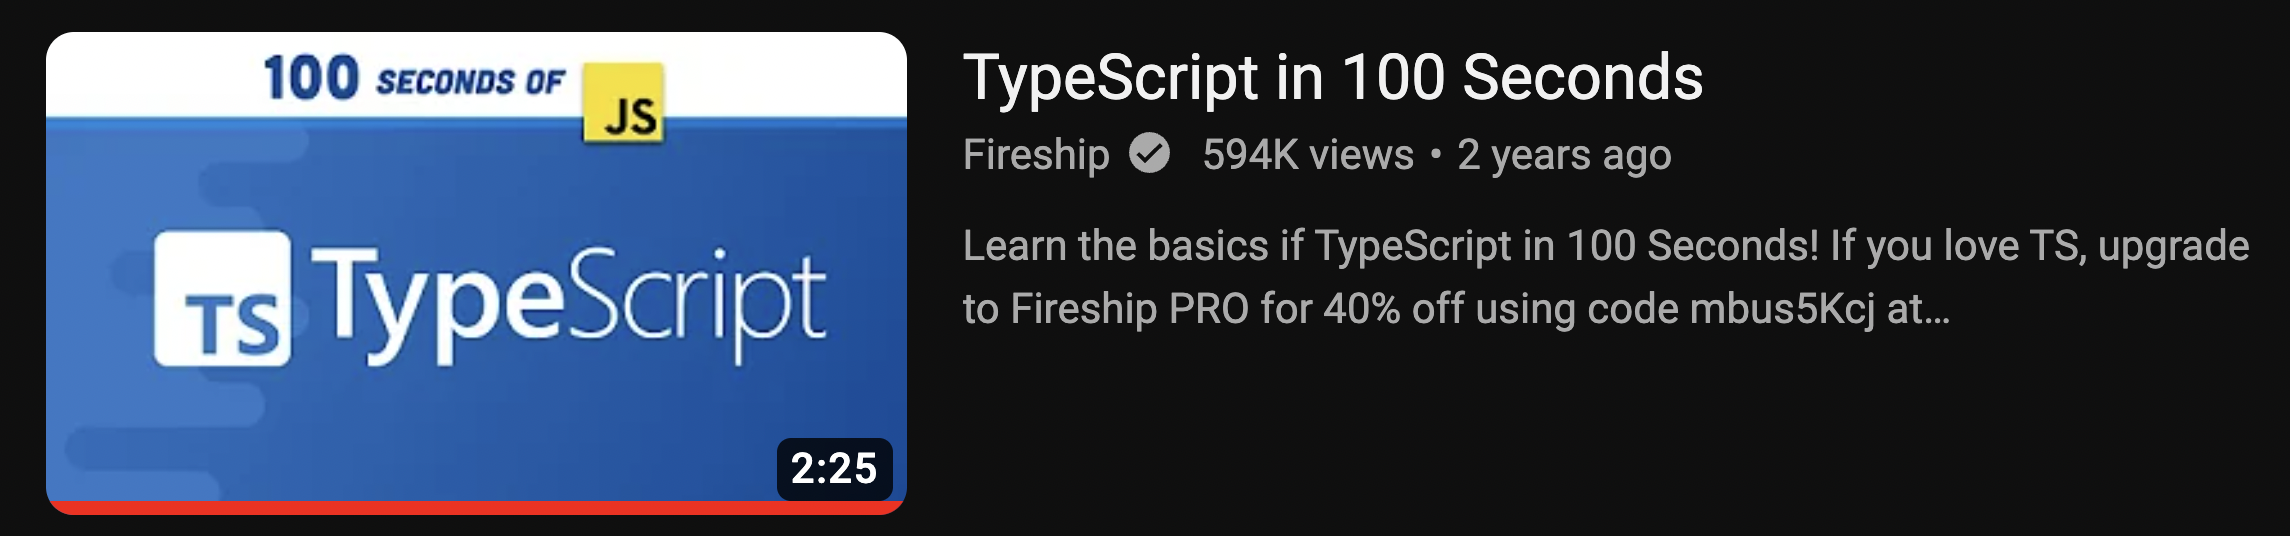 100 SECONDS OF
JS
TS TypeScript
2:25
TypeScript in 100 Seconds
Fireship 594K views • 2 years ago
Learn the basics if TypeScript in 100 Seconds! If you love TS, upgrade
to Fireship PRO for 40% off using code mbus5Kcj at...